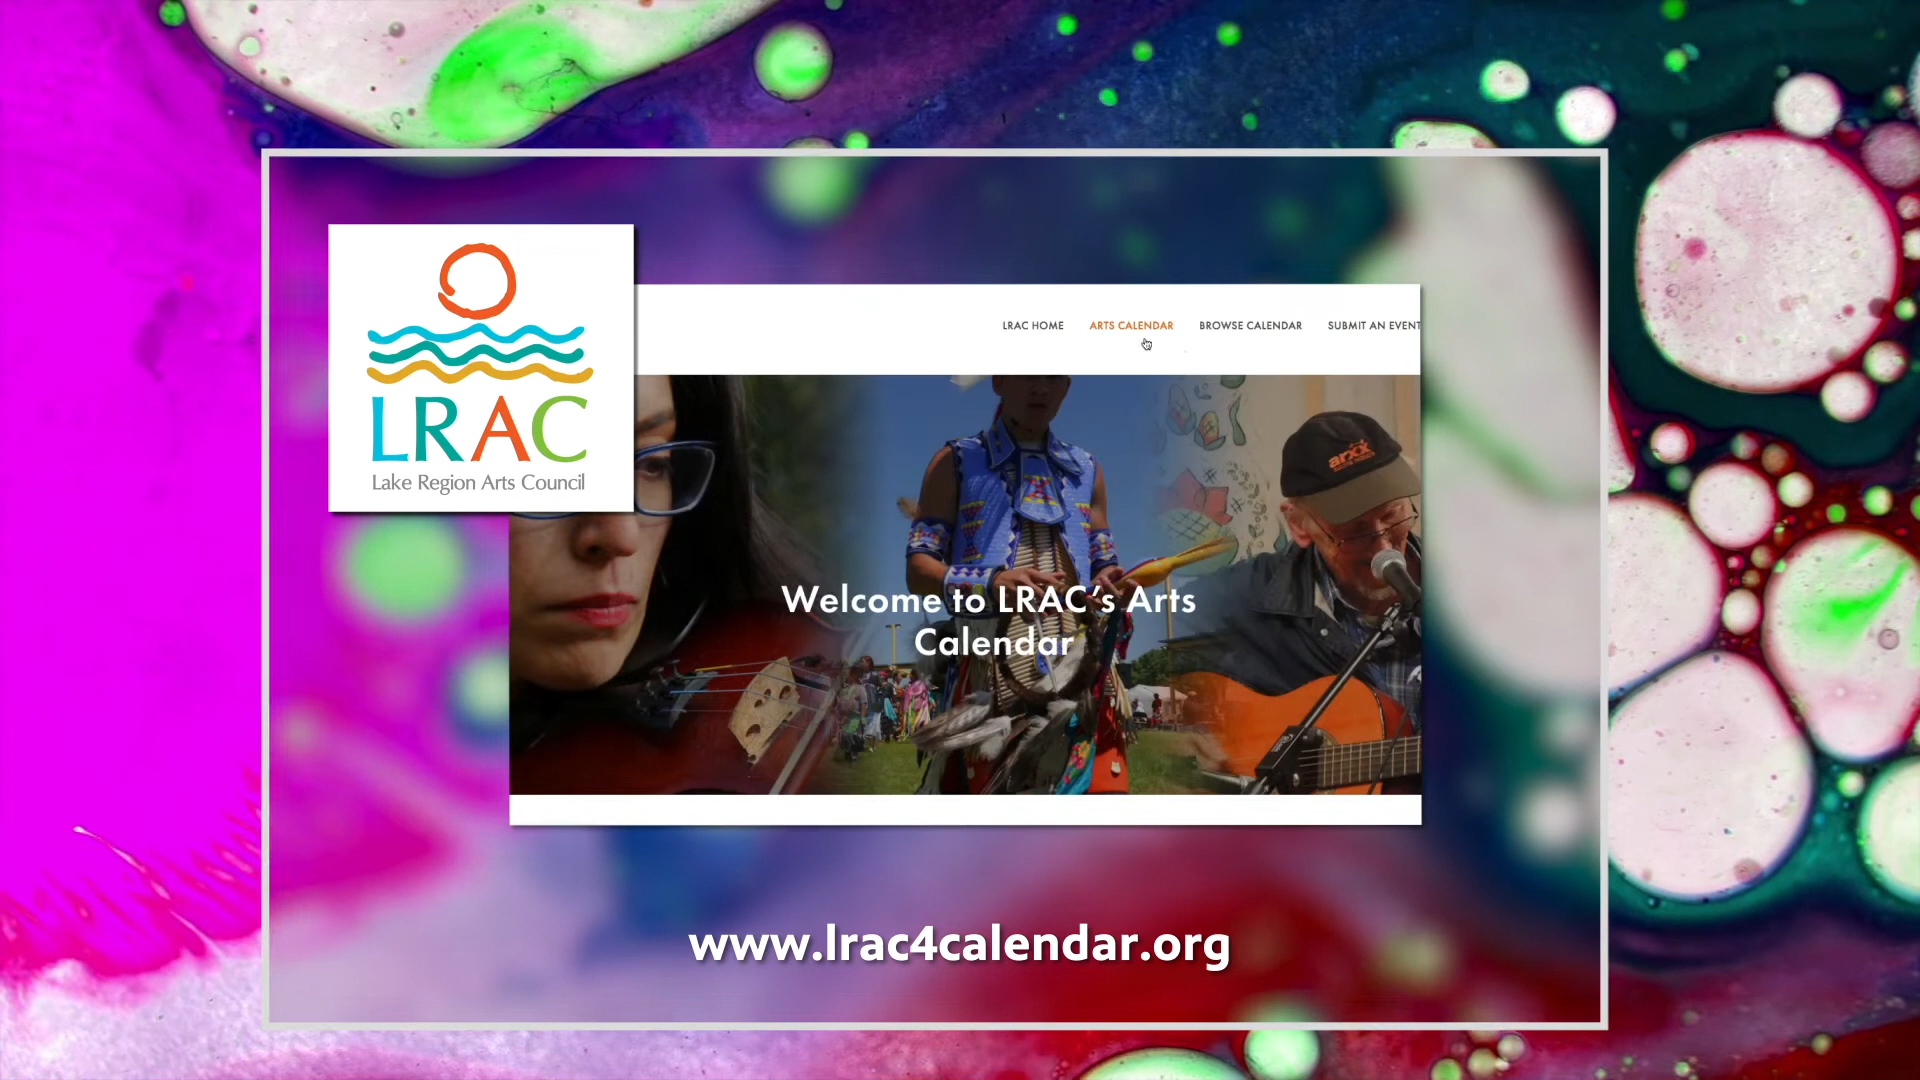 LRAC
Lake Region Arts Council
LRAC HOME ARTS CALENDAR BROWSE CALENDAR SUBMIT AN EVENT
arxx
Welcome to LRAC's Arts
Calendar
www.lrac4calendar.org